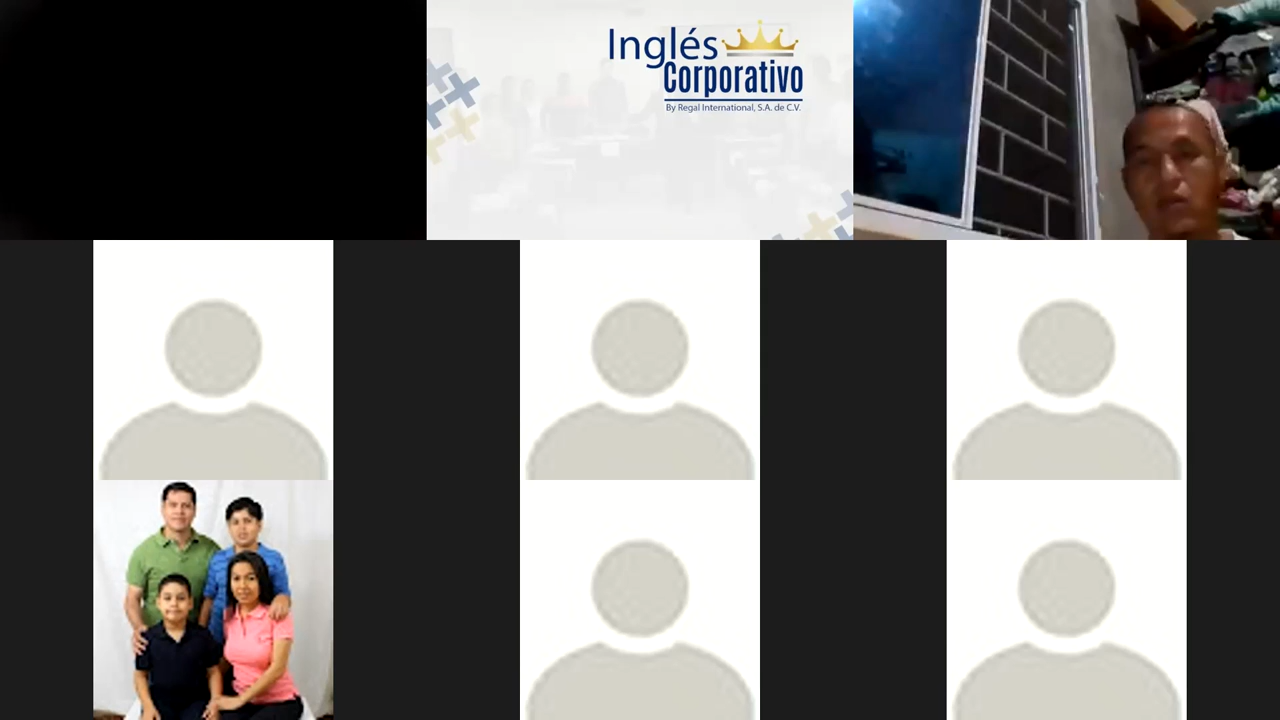 Inglés
Corporativo
By Regal International, S.A. de C.V.